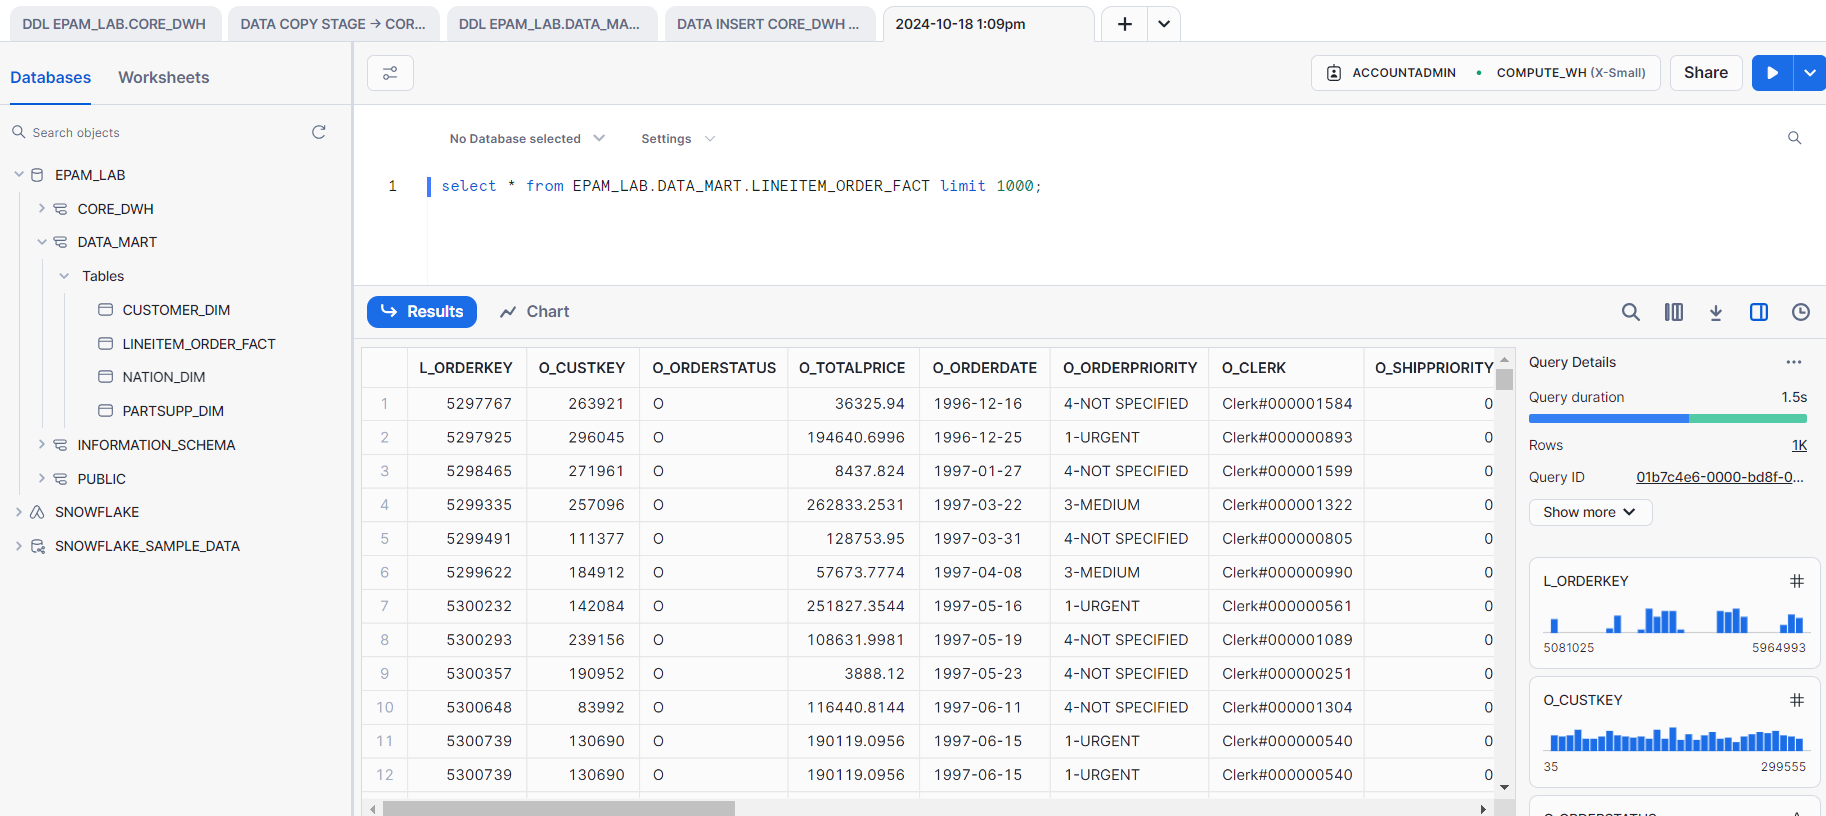 DDL EPAM_LAB.CORE_DWH
DATA COPY STAGE → COR...
DDL EPAM_LAB.DATA_MA...
DATA INSERT CORE_DWH ...
2024-10-18 1:09pm
Databases Worksheets
ACCOUNTADMIN • COMPUTE_WH (X-Small)
Share
Search objects
No Database selected
Settings
EPAM_LAB
CORE_DWH
DATA_MART
Tables
CUSTOMER_DIM
LINEITEM_ORDER_FACT
NATION_DIM
PARTSUPP_DIM
INFORMATION_SCHEMA
PUBLIC
SNOWFLAKE
SNOWFLAKE_SAMPLE_DATA
1 select * from EPAM_LAB.DATA_MART.LINEITEM_ORDER_FACT limit 1000;
Results
Chart
L_ORDERKEY O_CUSTKEY O_ORDERSTATUS O_TOTALPRICE O_ORDERDATE O_ORDERPRIORITY O_CLERK O_SHIPPRIORITY
1 5297767 263921 O 36325.94 1996-12-16 4-NOT SPECIFIED Clerk#000001584 0
2 5297925 296045 O 194640.6996 1996-12-25 1-URGENT Clerk#000000893 0
3 5298465 271961 O 8437.824 1997-01-27 4-NOT SPECIFIED Clerk#000001599 0
4 5299335 257096 O 262833.2531 1997-03-22 3-MEDIUM Clerk#000001322 0
5 5299491 111377 O 128753.95 1997-03-31 4-NOT SPECIFIED Clerk#000000805 0
6 5299622 184912 O 57673.7774 1997-04-08 3-MEDIUM Clerk#000000990 0
7 5300232 142084 O 251827.3544 1997-05-16 1-URGENT Clerk#000000561 0
8 5300293 239156 O 108631.9981 1997-05-19 4-NOT SPECIFIED Clerk#000001089 0
9 5300357 190952 O 3888.12 1997-05-23 4-NOT SPECIFIED Clerk#000000251 0
10 5300648 83992 O 116440.8144 1997-06-11 4-NOT SPECIFIED Clerk#000001304 0
11 5300739 130690 O 190119.0956 1997-06-15 1-URGENT Clerk#000000540 0
12 5300739 130690 O 190119.0956 1997-06-15 1-URGENT Clerk#000000540 0
Query Details
Query duration 1.5s
Rows 1K
Query ID 01b7c4e6-0000-bd8f-0...
Show more
L_ORDERKEY
5081025 5964993
O_CUSTKEY
35 299555